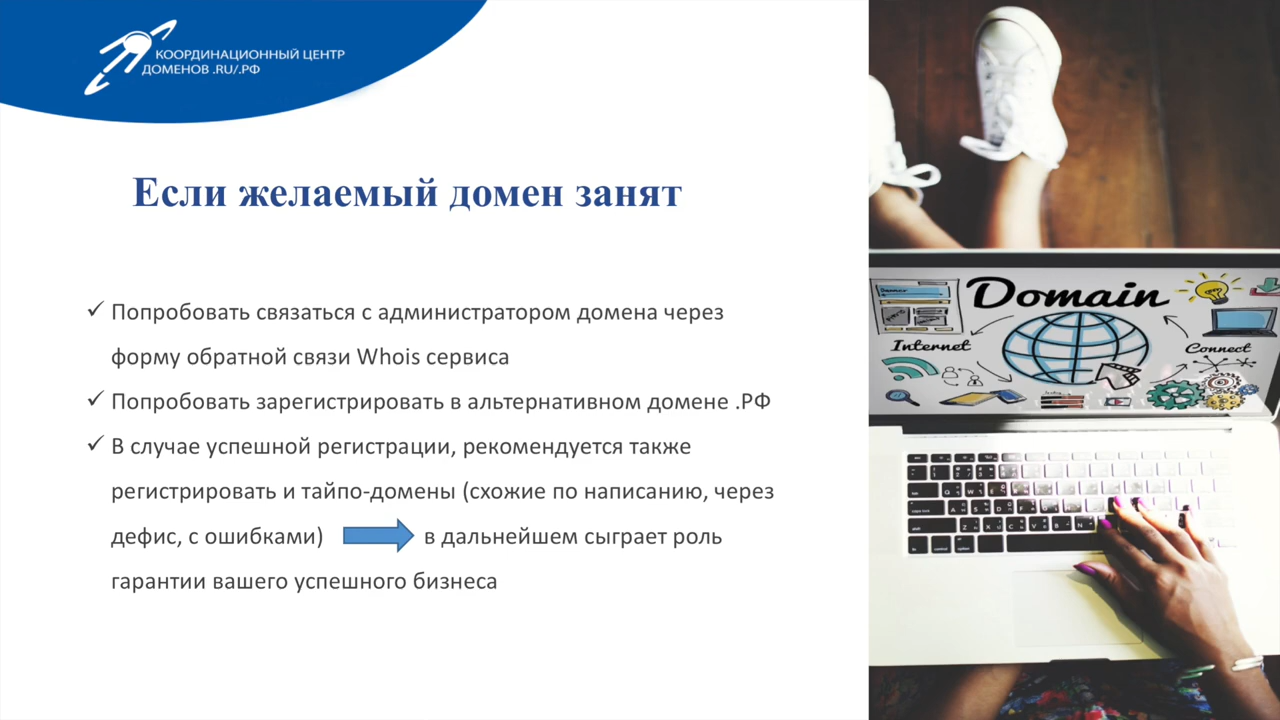 КООРДИНАЦИОННЫЙ ЦЕНТР
ДОМЕНОВ .RU/.РФ
Если желаемый домен занят
Попробовать связаться с администратором домена через
форму обратной связи Whois сервиса
Попробовать зарегистрировать в альтернативном домене .РФ
В случае успешной регистрации, рекомендуется также
регистрировать и тайпо-домены (схожие по написанию, через
дефис, с ошибками) в дальнейшем сыграет роль
гарантии вашего успешного бизнеса
Domain
Internet
Connect